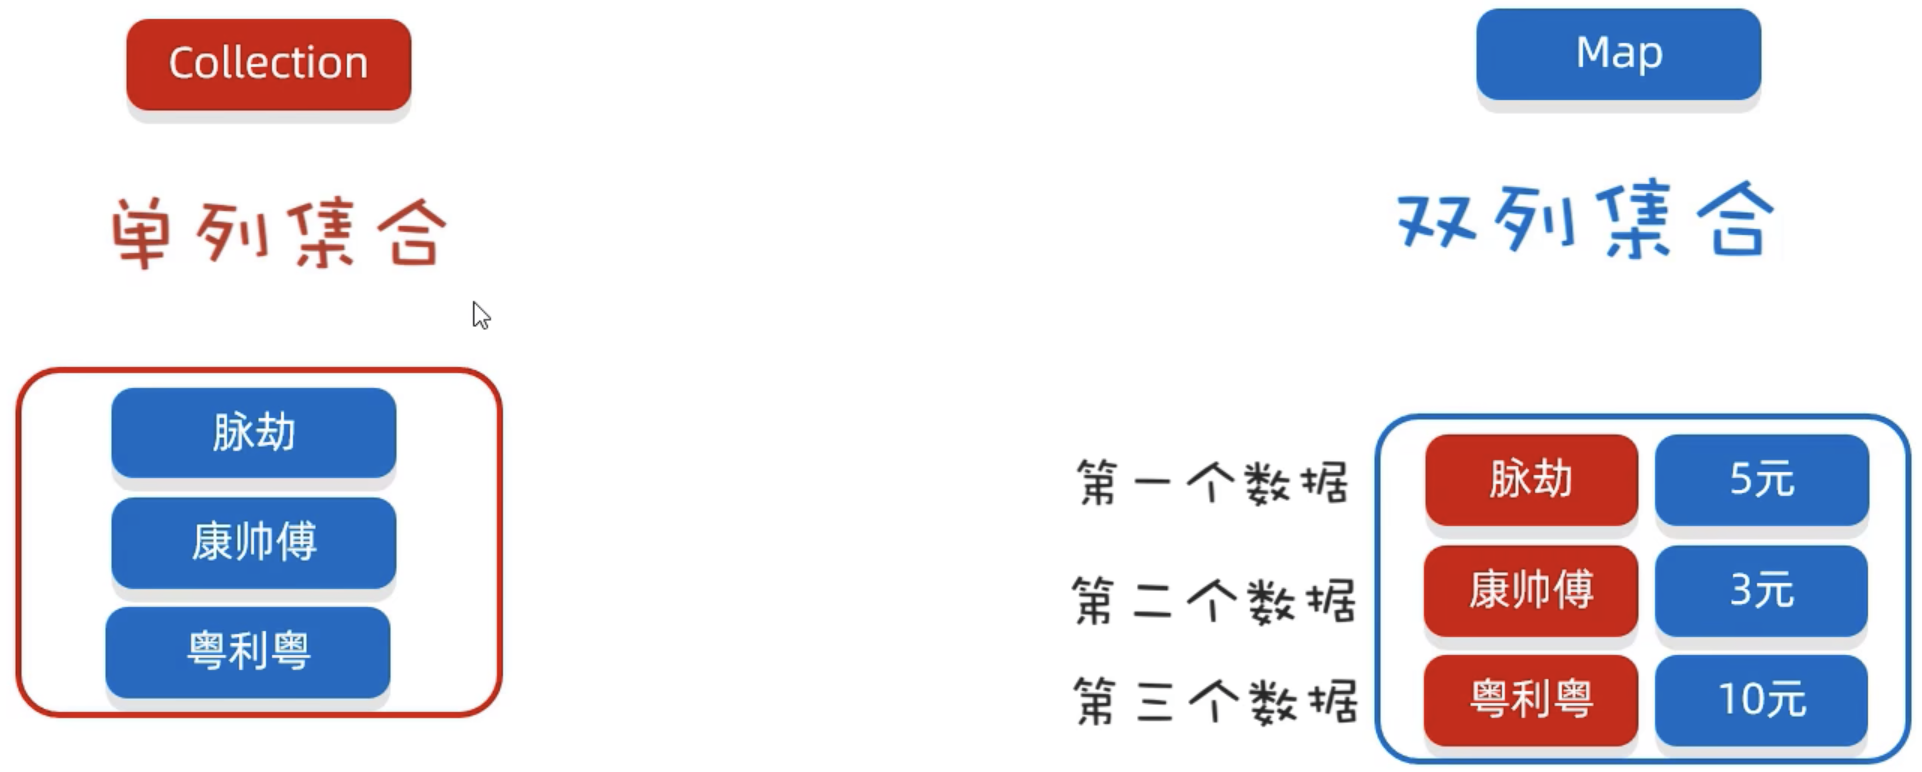 Collection
单列集合
脉劫
康帅傅
粤利粤
Map
双列集合
第一个数据 脉劫 5元
第二个数据 康帅傅 3元
第三个数据 粤利粤 10元